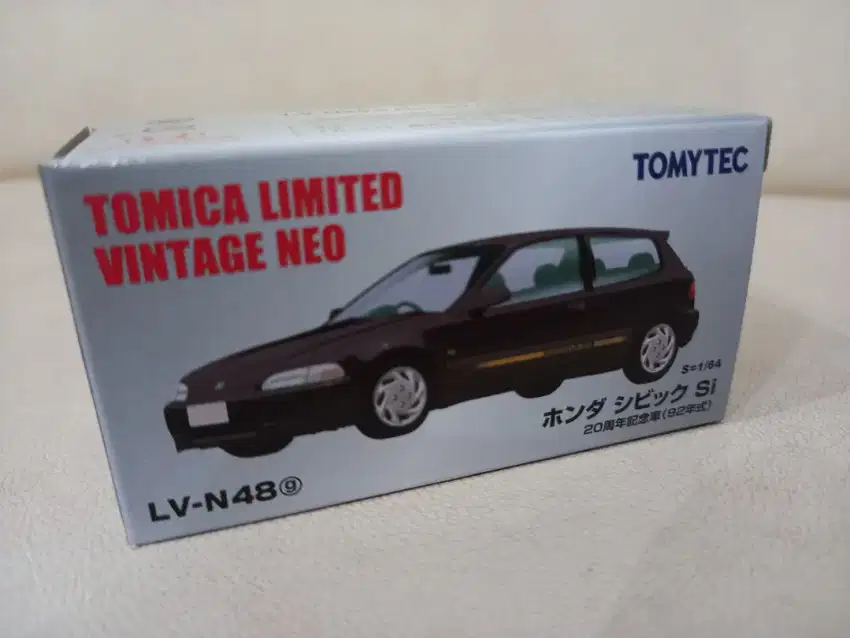 TOMICA LIMITED
VINTAGE NEO
TOMYTEC
S=1/64
ホンダ シビック Si
20周年記念車(92年式)
LV-N48ⓖ